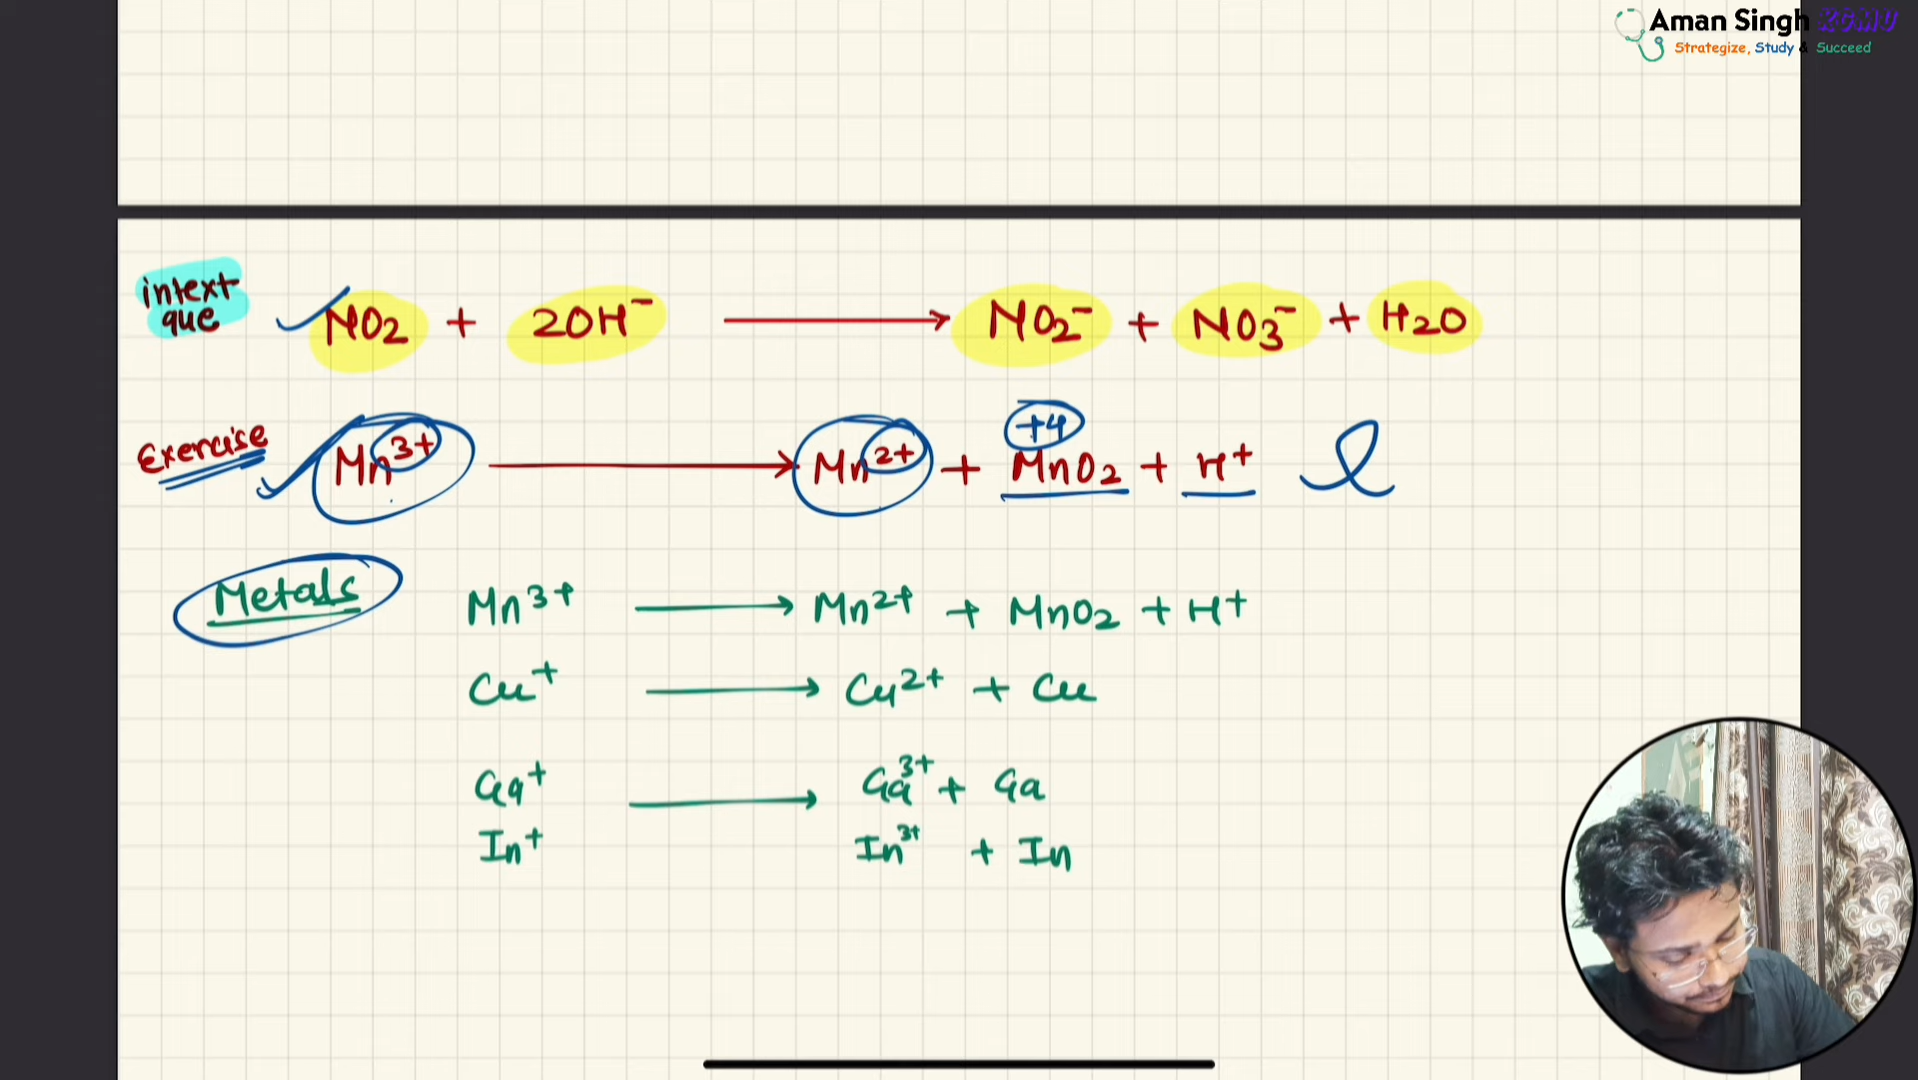 Aman Singh KGMU
Strategize, Study & Succeed
intext
que
NO2 + 2OH⁻ → NO2⁻ + NO3⁻ + H2O
+4
Exercise Mn3+ → Mn2+ + MnO2 + H+
Metals Mn3+ → Mn2+ + MnO2 + H+
Cu+ → Cu2+ + Cu
Ga+ → Ga3+ + Ga
In+ In3+ + In